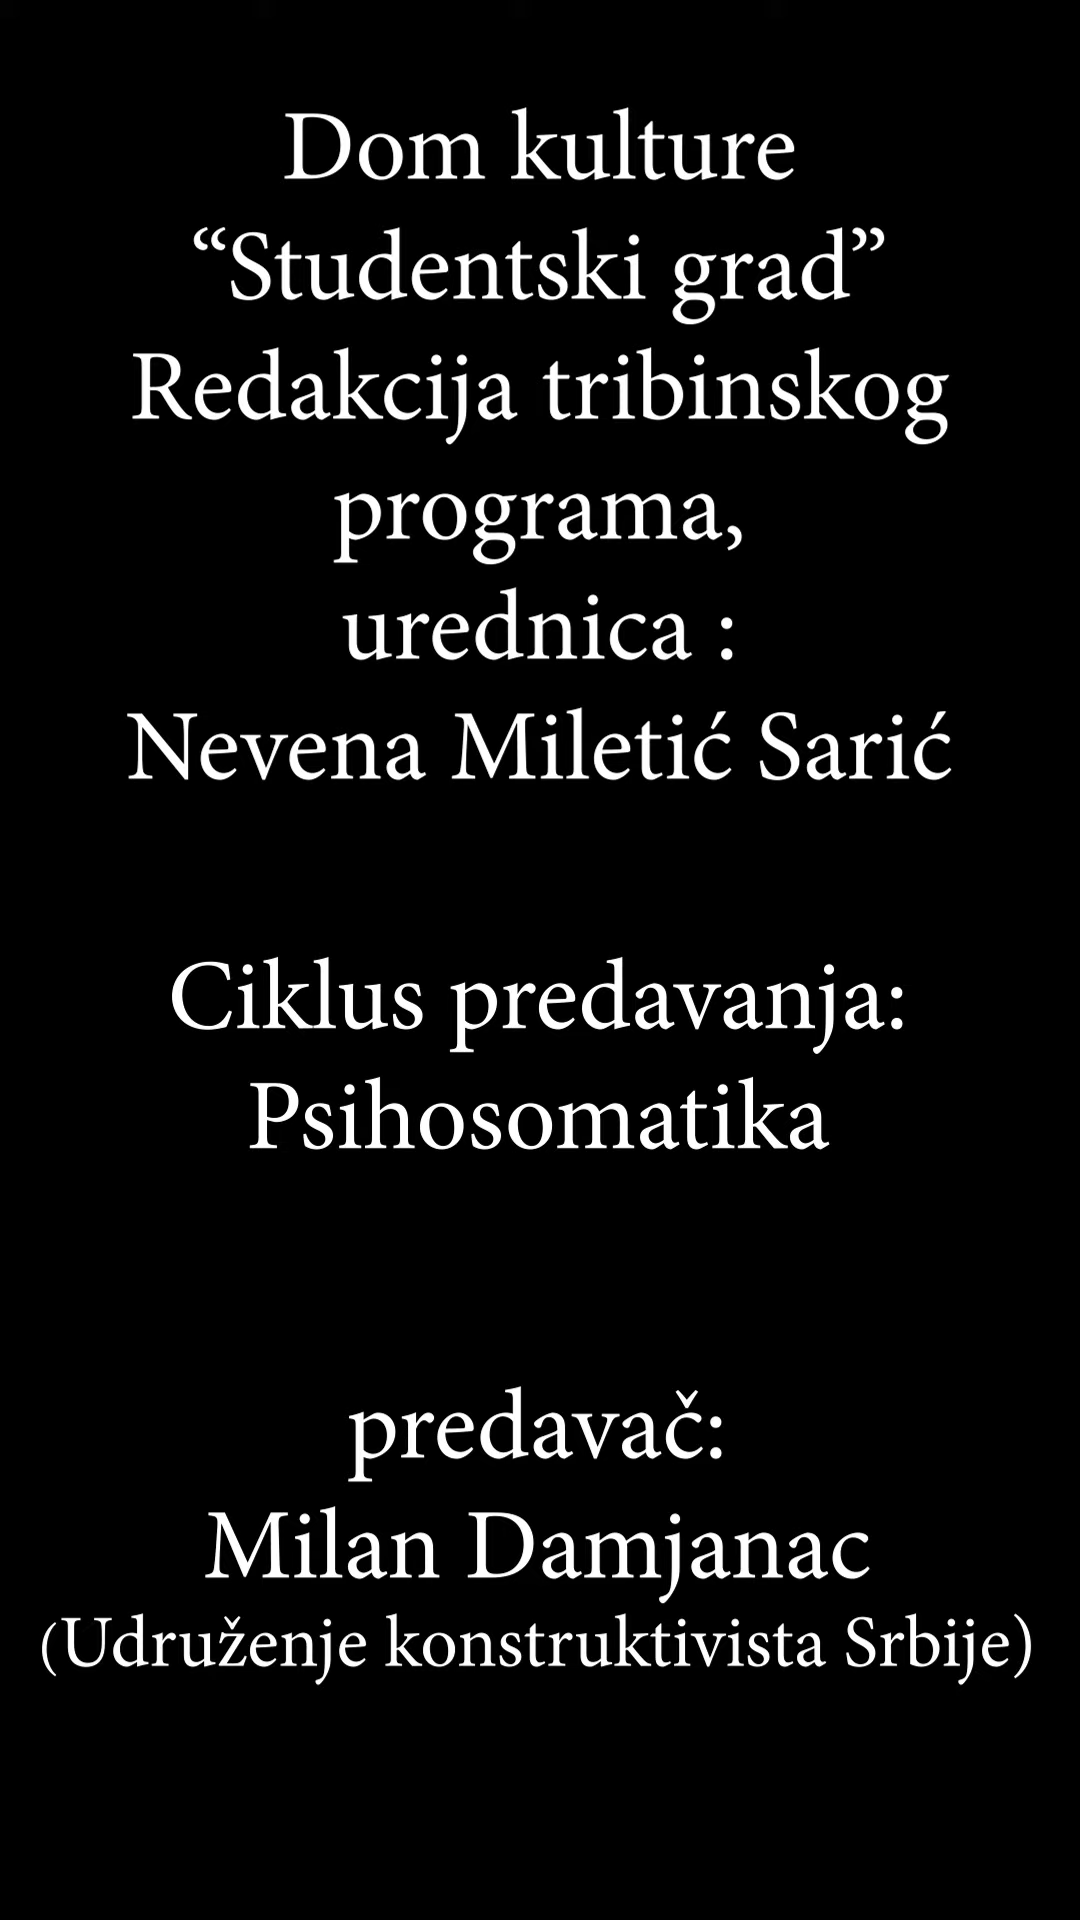 Dom kulture
“Studentski grad”
Redakcija tribinskog
programa,
urednica :
Nevena Miletić Sarić
Ciklus predavanja:
Psihosomatika
predavač:
Milan Damjanac
(Udruženje konstruktivista Srbije)